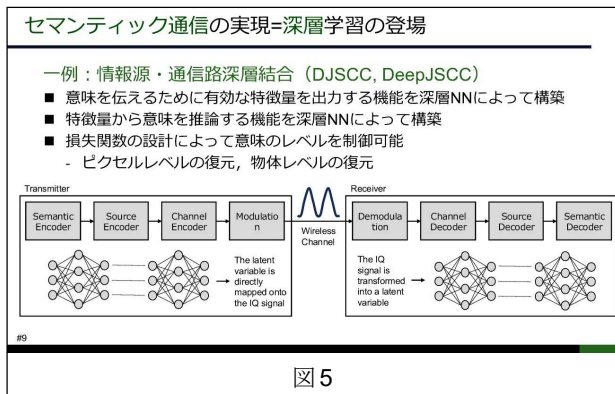 セマンティック通信の実現=深層学習の登場
一例：情報源・通信路深層結合（DJSCC, DeepJSCC）
■ 意味を伝えるために有効な特徴量を出力する機能を深層NNによって構築
■ 特徴量から意味を推論する機能を深層NNによって構築
■ 損失関数の設計によって意味のレベルを制御可能
- ピクセルレベルの復元，物体レベルの復元
Transmitter
Semantic
Encoder
Source
Encoder
Channel
Encoder
Modulatio
n
The latent
variable is
directly
mapped onto
the IQ signal
Wireless
Channel
Receiver
Demodula
tion
Channel
Decoder
Source
Decoder
Semantic
Decoder
The IQ
signal is
transformed
into a latent
variable
#9
図5